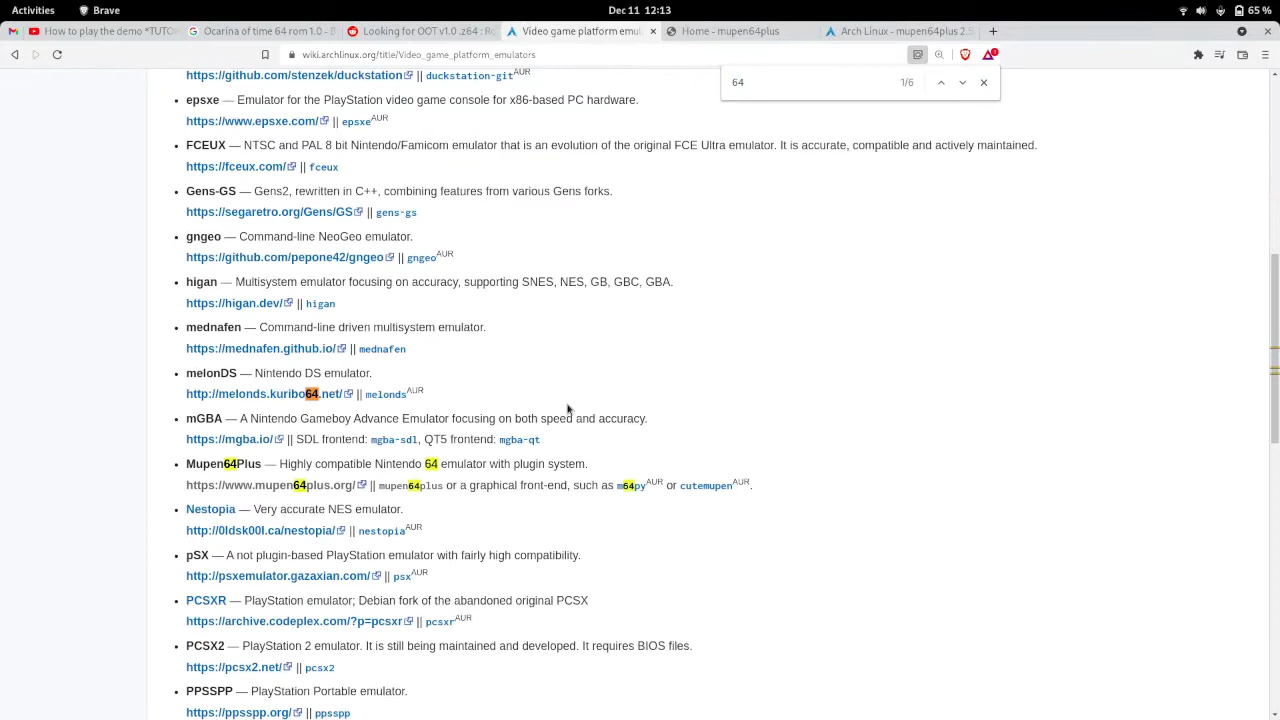 Activities Brave Dec 11 12:13 65 %
How to play the demo *TUTO Ocarina of time 64 rom 1.0 - B Looking for OOT v1.0 .z64 : RO Video game platform emul Home - mupen64plus Arch Linux - mupen64plus 2.5
wiki.archlinux.org/title/Video_game_platform_emulators
64 1/6
https://github.com/stenzek/duckstation || duckstation-git AUR
• epsxe — Emulator for the PlayStation video game console for x86-based PC hardware.
https://www.epsxe.com/ || epsxe AUR
• FCEUX — NTSC and PAL 8 bit Nintendo/Famicom emulator that is an evolution of the original FCE Ultra emulator. It is accurate, compatible and actively maintained.
https://fceux.com/ || fceux
• Gens-GS — Gens2, rewritten in C++, combining features from various Gens forks.
https://segaretro.org/Gens/GS || gens-gs
• gngeo — Command-line NeoGeo emulator.
https://github.com/pepone42/gngeo || gngeo AUR
• higan — Multisystem emulator focusing on accuracy, supporting SNES, NES, GB, GBC, GBA.
https://higan.dev/ || higan
• mednafen — Command-line driven multisystem emulator.
https://mednafen.github.io/ || mednafen
• melonDS — Nintendo DS emulator.
http://melonds.kuribo64.net/ || melonds AUR
• mGBA — A Nintendo Gameboy Advance Emulator focusing on both speed and accuracy.
https://mgba.io/ || SDL frontend: mgba-sdl, QT5 frontend: mgba-qt
• Mupen64Plus — Highly compatible Nintendo 64 emulator with plugin system.
https://www.mupen64plus.org/ || mupen64plus or a graphical front-end, such as m64py AUR or cutemupen AUR.
• Nestopia — Very accurate NES emulator.
http://0ldsk00l.ca/nestopia/ || nestopia AUR
• pSX — A not plugin-based PlayStation emulator with fairly high compatibility.
http://psxemulator.gazaxian.com/ || psx AUR
• PCSXR — PlayStation emulator; Debian fork of the abandoned original PCSX
https://archive.codeplex.com/?p=pcsxr || pcsxr AUR
• PCSX2 — PlayStation 2 emulator. It is still being maintained and developed. It requires BIOS files.
https://pcsx2.net/ || pcsx2
• PPSSPP — PlayStation Portable emulator.
https://ppsspp.org/ || ppsspp